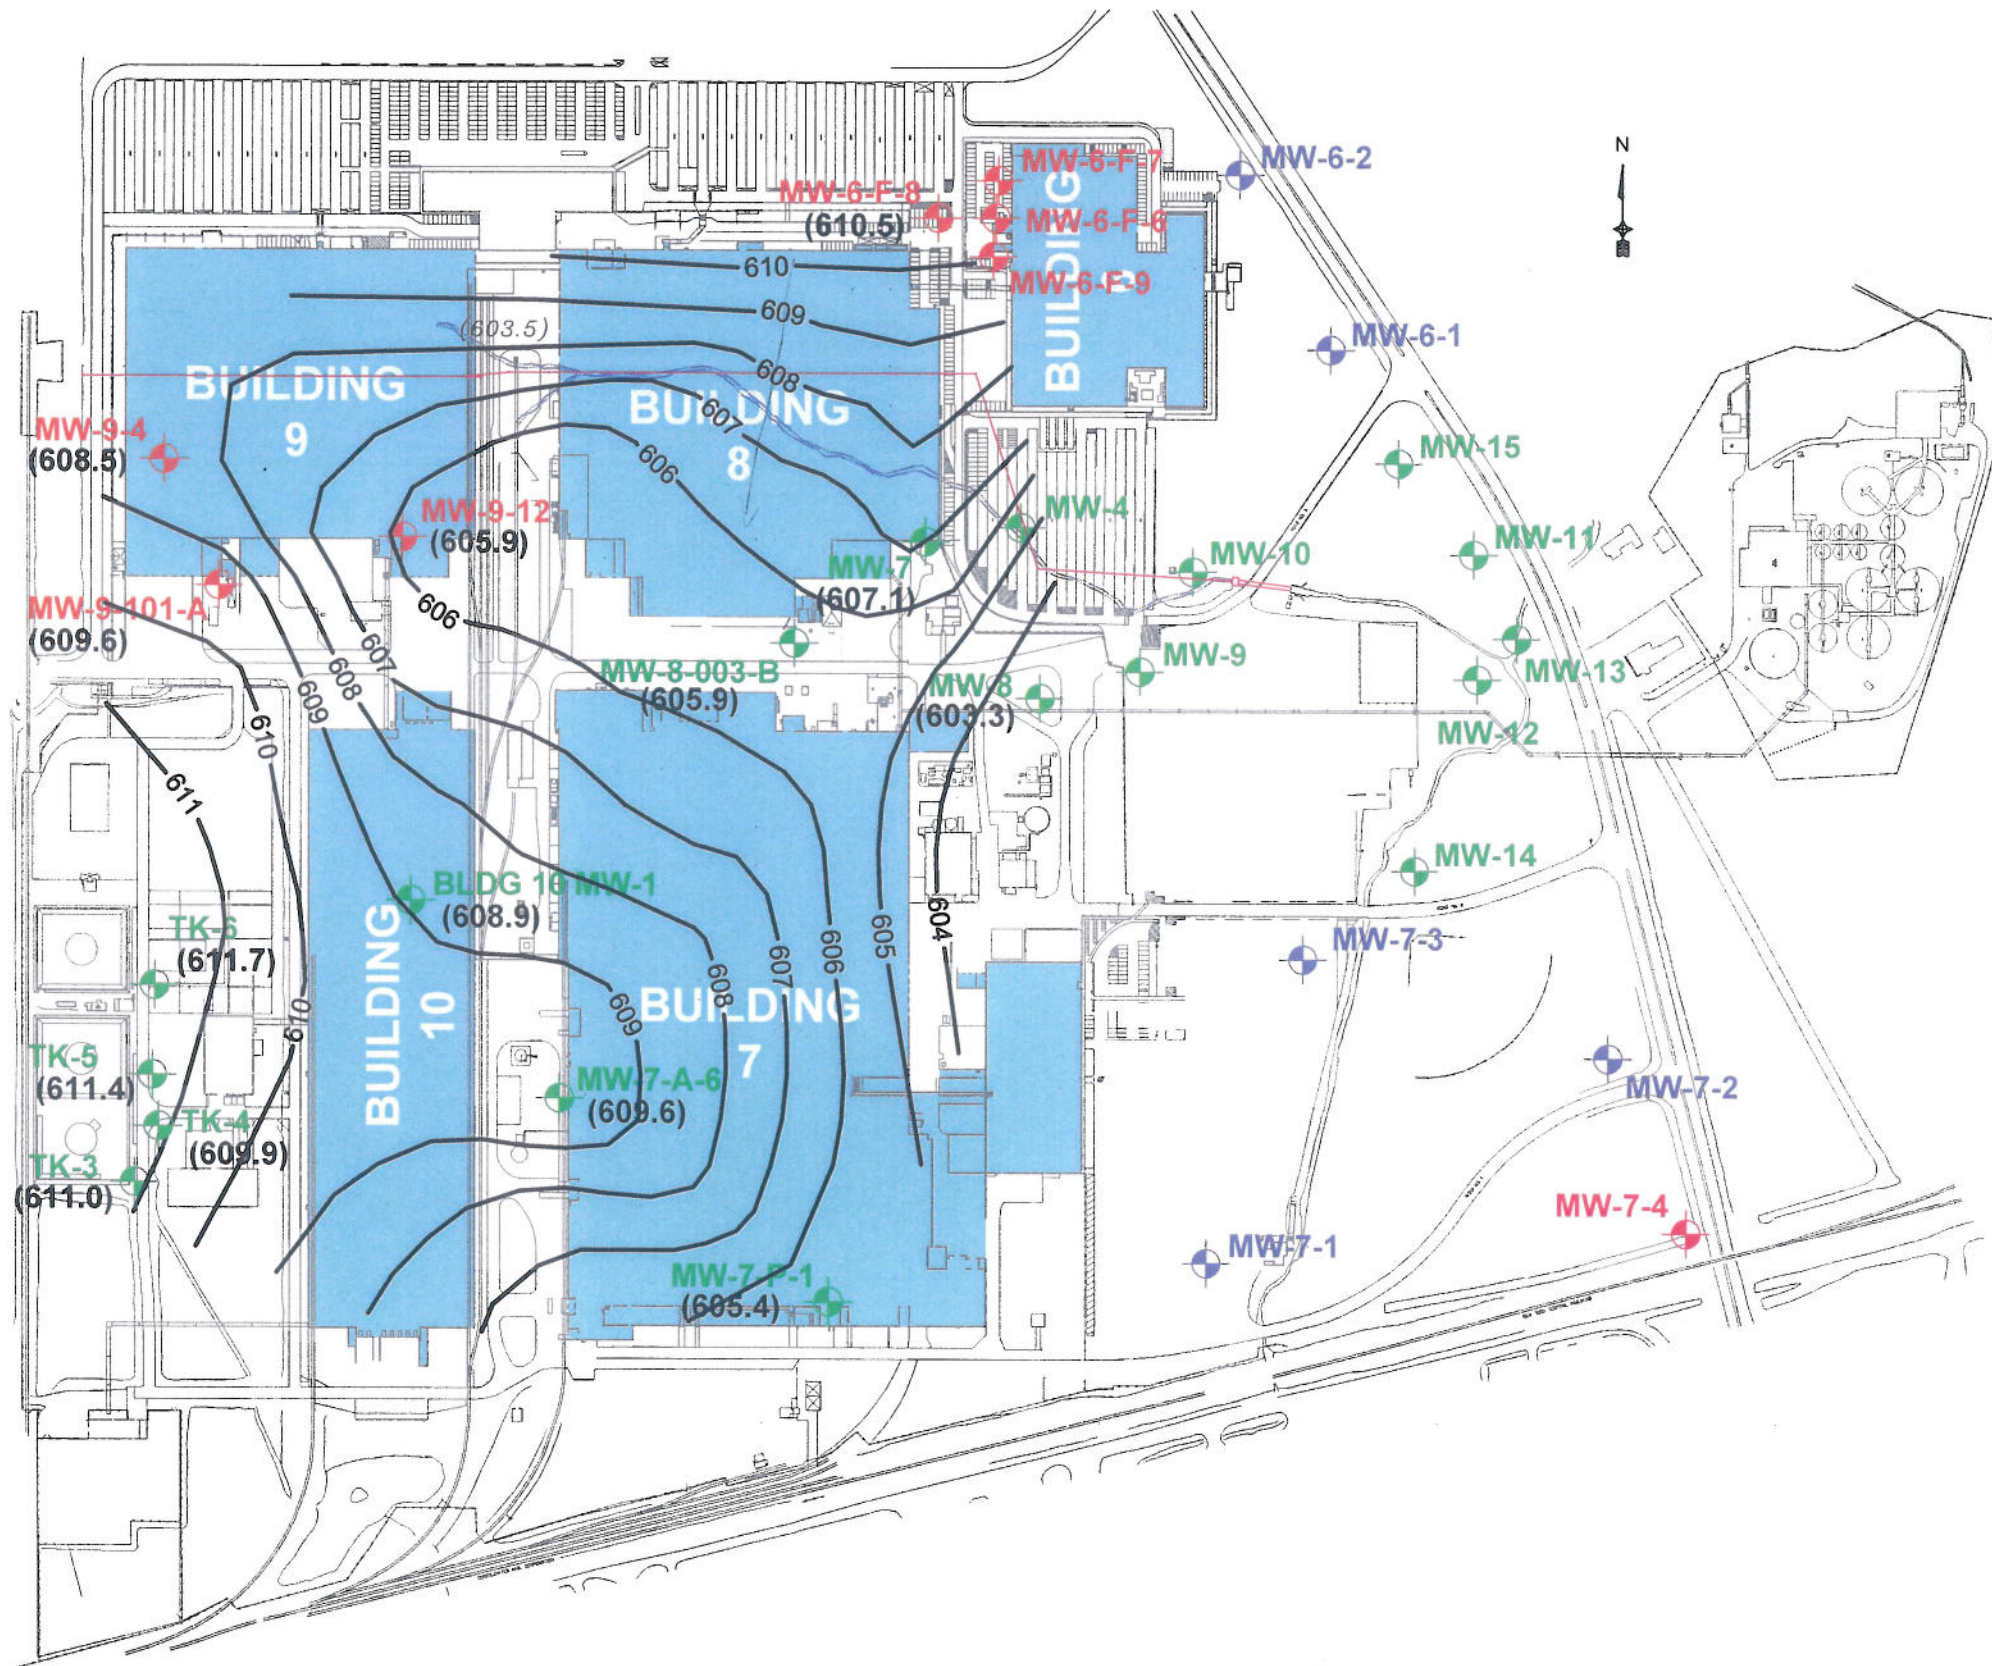 N
MW-6-F-7
MW-6-2
MW-6-F-8
(610.5)
MW-6-F-6
610
MW-6-F-9
BUILDING
609
(603.5)
MW-6-1
608
BUILDING
9
BUILDING
8
607
MW-9-4
(608.5)
606
MW-15
MW-9-12
(605.9)
MW-4
MW-7
(607.1)
MW-10
MW-11
MW-9-101-A
(609.6)
606
607
608
609
MW-8-003-B
(605.9)
MW-8
(603.3)
MW-9
MW-13
MW-12
610
611
MW-14
BLDG 10 MW-1
(608.9)
TK-6
(611.7)
604
605
606
607
608
609
MW-7-3
610
BUILDING
10
BUILDING
7
TK-5
(611.4)
MW-7-A-6
(609.6)
MW-7-2
TK-4
(609.9)
TK-3
(611.0)
MW-7-4
MW-7-1
MW-7-P-1
(605.4)